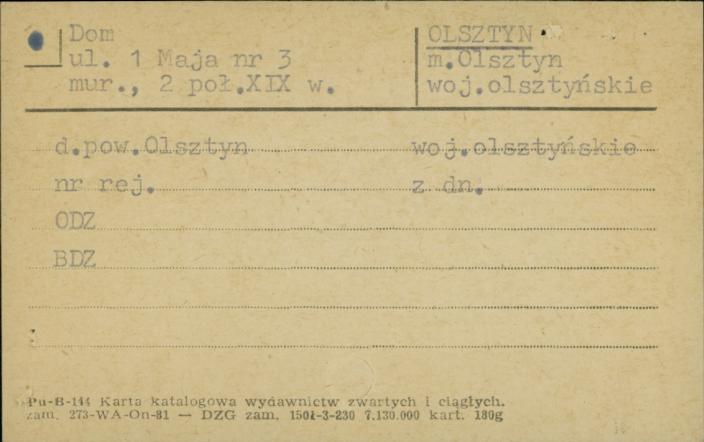 Dom
ul. 1 Maja nr 3
mur., 2 poł.XIX w.
OLSZTYN
m.Olsztyn
woj.olsztyńskie
d.pow.Olsztyn woj.olsztyńskie
nr rej. z dn.
ODZ
BDZ
Pu-B-144 Karta katalogowa wydawnictw zwartych i ciągłych.
zam. 273-WA-On-81 — DZG zam. 1501-3-230 7.130.000 kart. 180g